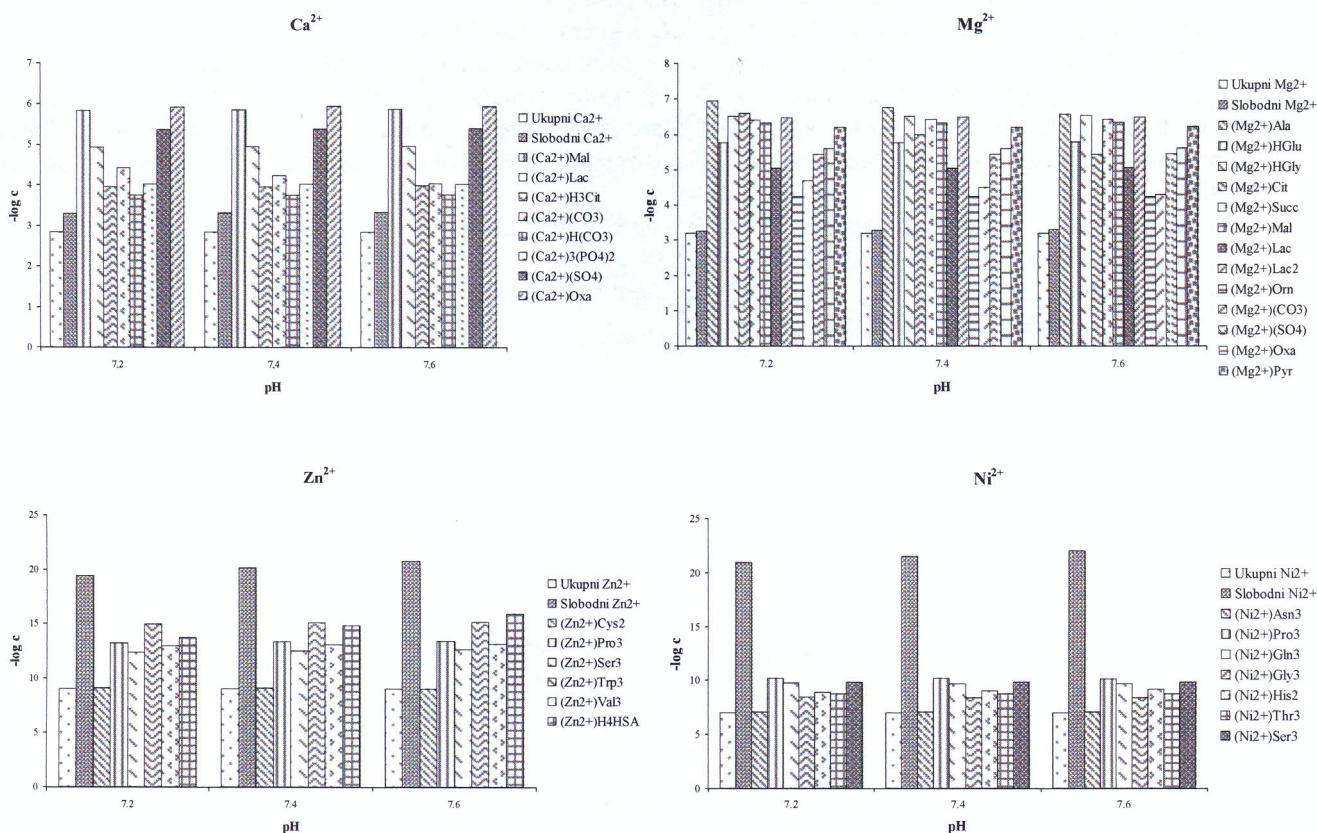 Ca2+
7
6
5
4
3
2
1
0
-log c
7.2
7.4
7.6
pH
Ukupni Ca2+
Slobodni Ca2+
(Ca2+)Mal
(Ca2+)Lac
(Ca2+)H3Cit
(Ca2+)(CO3)
(Ca2+)H(CO3)
(Ca2+)3(PO4)2
(Ca2+)(SO4)
(Ca2+)Oxa
Mg2+
8
7
6
5
4
3
2
1
0
-log c
7.2
7.4
7.6
pH
Ukupni Mg2+
Slobodni Mg2+
(Mg2+)Ala
(Mg2+)HGlu
(Mg2+)HGly
(Mg2+)Cit
(Mg2+)Succ
(Mg2+)Mal
(Mg2+)Lac
(Mg2+)Lac2
(Mg2+)Orn
(Mg2+)(CO3)
(Mg2+)(SO4)
(Mg2+)Oxa
(Mg2+)Pyr
Zn2+
25
20
15
10
5
0
-log c
7.2
7.4
7.6
pH
Ukupni Zn2+
Slobodni Zn2+
(Zn2+)Cys2
(Zn2+)Pro3
(Zn2+)Ser3
(Zn2+)Trp3
(Zn2+)Val3
(Zn2+)H4HSA
Ni2+
25
20
15
10
5
0
-log c
7.2
7.4
7.6
pH
Ukupni Ni2+
Slobodni Ni2+
(Ni2+)Asn3
(Ni2+)Pro3
(Ni2+)Gln3
(Ni2+)Gly3
(Ni2+)His2
(Ni2+)Thr3
(Ni2+)Ser3